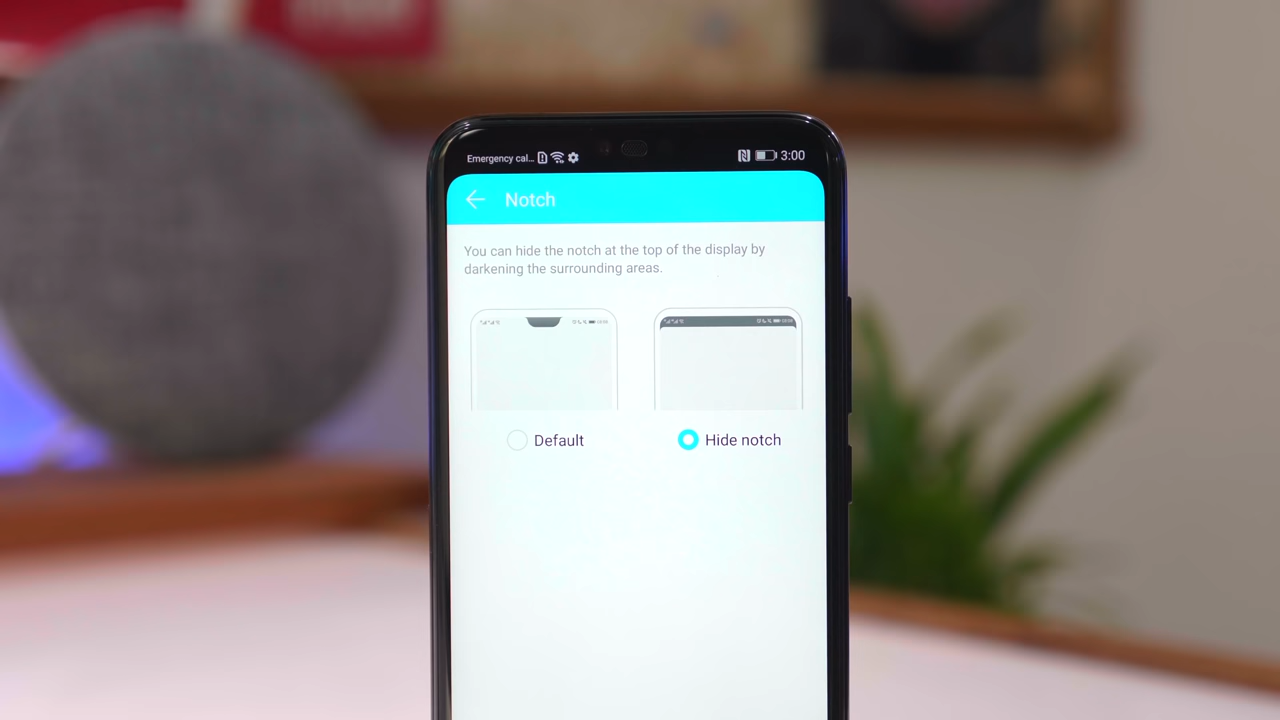 Emergency cal... 3:00
Notch
You can hide the notch at the top of the display by
darkening the surrounding areas.
Default Hide notch